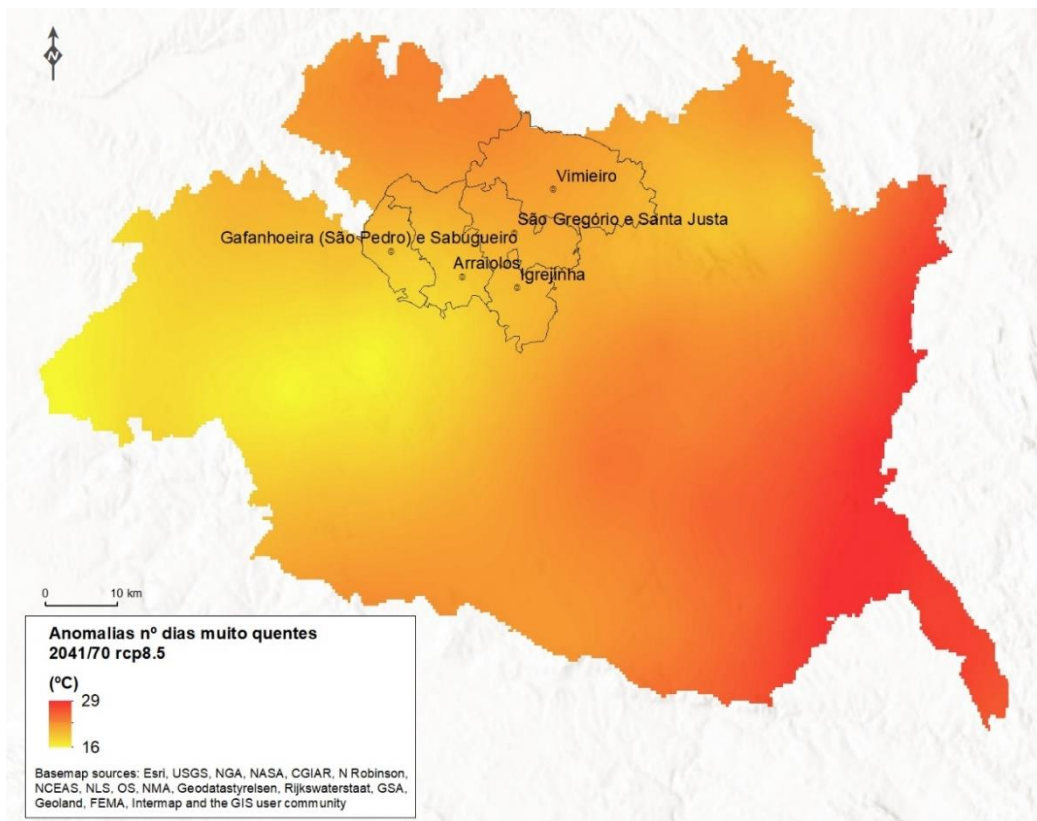 N
Vimieiro
São Gregório e Santa Justa
Gafanhoeira (São Pedro) e Sabugueiro
Arraiolos
Igrejinha
0 10 km
Anomalias nº dias muito quentes
2041/70 rcp8.5
(ºC)
29
16
Basemap sources: Esri, USGS, NGA, NASA, CGIAR, N Robinson,
NCEAS, NLS, OS, NMA, Geodatastyrelsen, Rijkswaterstaat, GSA,
Geoland, FEMA, Intermap and the GIS user community